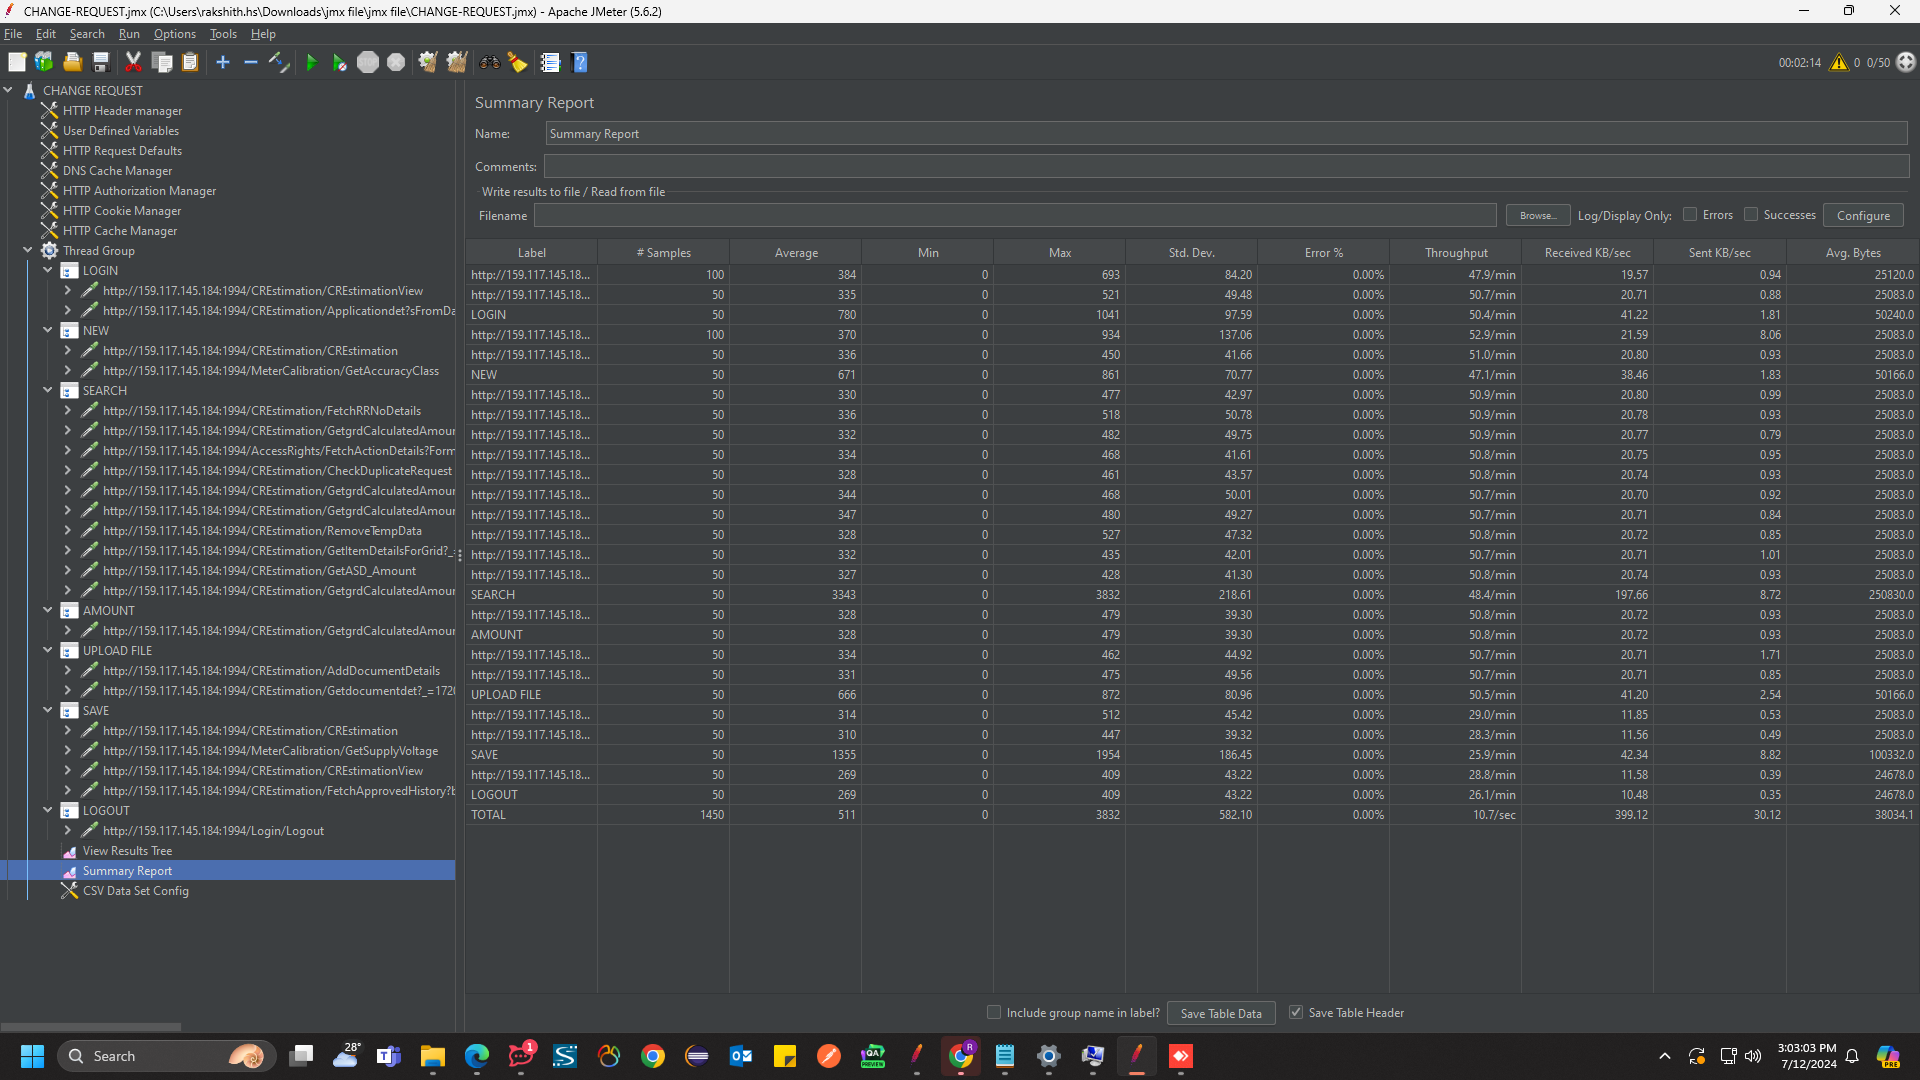 CHANGE-REQUEST.jmx (C:\Users\rakshith.hs\Downloads\jmx file\jmx file\CHANGE-REQUEST.jmx) - Apache JMeter (5.6.2)
File Edit Search Run Options Tools Help
00:02:14 0 0/50
CHANGE REQUEST
HTTP Header manager
User Defined Variables
HTTP Request Defaults
DNS Cache Manager
HTTP Authorization Manager
HTTP Cookie Manager
HTTP Cache Manager
Thread Group
LOGIN
http://159.117.145.184:1994/CREstimation/CREstimationView
http://159.117.145.184:1994/CREstimation/Applicationdet?sFromDa
NEW
http://159.117.145.184:1994/CREstimation/CREstimation
http://159.117.145.184:1994/MeterCalibration/GetAccuracyClass
SEARCH
http://159.117.145.184:1994/CREstimation/FetchRRNoDetails
http://159.117.145.184:1994/CREstimation/GetgrdCalculatedAmour
http://159.117.145.184:1994/AccessRights/FetchActionDetails?Form
http://159.117.145.184:1994/CREstimation/CheckDuplicateRequest
http://159.117.145.184:1994/CREstimation/GetgrdCalculatedAmour
http://159.117.145.184:1994/CREstimation/GetgrdCalculatedAmour
http://159.117.145.184:1994/CREstimation/RemoveTempData
http://159.117.145.184:1994/CREstimation/GetItemDetailsForGrid?_=
http://159.117.145.184:1994/CREstimation/GetASD_Amount
http://159.117.145.184:1994/CREstimation/GetgrdCalculatedAmour
AMOUNT
http://159.117.145.184:1994/CREstimation/GetgrdCalculatedAmour
UPLOAD FILE
http://159.117.145.184:1994/CREstimation/AddDocumentDetails
http://159.117.145.184:1994/CREstimation/Getdocumentdet?_=1720
SAVE
http://159.117.145.184:1994/CREstimation/CREstimation
http://159.117.145.184:1994/MeterCalibration/GetSupplyVoltage
http://159.117.145.184:1994/CREstimation/CREstimationView
http://159.117.145.184:1994/CREstimation/FetchApprovedHistory?b
LOGOUT
http://159.117.145.184:1994/Login/Logout
View Results Tree
Summary Report
CSV Data Set Config
Summary Report
Name: Summary Report
Comments:
Write results to file / Read from file
Filename Browse... Log/Display Only: Errors Successes Configure
Label # Samples Average Min Max Std. Dev. Error % Throughput Received KB/sec Sent KB/sec Avg. Bytes
http://159.117.145.18... 100 384 0 693 84.20 0.00% 47.9/min 19.57 0.94 25120.0
http://159.117.145.18... 50 335 0 521 49.48 0.00% 50.7/min 20.71 0.88 25083.0
LOGIN 50 780 0 1041 97.59 0.00% 50.4/min 41.22 1.81 50240.0
http://159.117.145.18... 100 370 0 934 137.06 0.00% 52.9/min 21.59 8.06 25083.0
http://159.117.145.18... 50 336 0 450 41.66 0.00% 51.0/min 20.80 0.93 25083.0
NEW 50 671 0 861 70.77 0.00% 47.1/min 38.46 1.83 50166.0
http://159.117.145.18... 50 330 0 477 42.97 0.00% 50.9/min 20.80 0.99 25083.0
http://159.117.145.18... 50 336 0 518 50.78 0.00% 50.9/min 20.78 0.93 25083.0
http://159.117.145.18... 50 332 0 482 49.75 0.00% 50.9/min 20.77 0.79 25083.0
http://159.117.145.18... 50 334 0 468 41.61 0.00% 50.8/min 20.75 0.95 25083.0
http://159.117.145.18... 50 328 0 461 43.57 0.00% 50.8/min 20.74 0.93 25083.0
http://159.117.145.18... 50 344 0 468 50.01 0.00% 50.7/min 20.70 0.92 25083.0
http://159.117.145.18... 50 347 0 480 49.27 0.00% 50.7/min 20.71 0.84 25083.0
http://159.117.145.18... 50 328 0 527 47.32 0.00% 50.8/min 20.72 0.85 25083.0
http://159.117.145.18... 50 332 0 435 42.01 0.00% 50.7/min 20.71 1.01 25083.0
http://159.117.145.18... 50 327 0 428 41.30 0.00% 50.8/min 20.74 0.93 25083.0
SEARCH 50 3343 0 3832 218.61 0.00% 48.4/min 197.66 8.72 250830.0
http://159.117.145.18... 50 328 0 479 39.30 0.00% 50.8/min 20.72 0.93 25083.0
AMOUNT 50 328 0 479 39.30 0.00% 50.8/min 20.72 0.93 25083.0
http://159.117.145.18... 50 334 0 462 44.92 0.00% 50.7/min 20.71 1.71 25083.0
http://159.117.145.18... 50 331 0 475 49.56 0.00% 50.7/min 20.71 0.85 25083.0
UPLOAD FILE 50 666 0 872 80.96 0.00% 50.5/min 41.20 2.54 50166.0
http://159.117.145.18... 50 314 0 512 45.42 0.00% 29.0/min 11.85 0.53 25083.0
http://159.117.145.18... 50 310 0 447 39.32 0.00% 28.3/min 11.56 0.49 25083.0
SAVE 50 1355 0 1954 186.45 0.00% 25.9/min 42.34 8.82 100332.0
http://159.117.145.18... 50 269 0 409 43.22 0.00% 28.8/min 11.58 0.39 24678.0
LOGOUT 50 269 0 409 43.22 0.00% 26.1/min 10.48 0.35 24678.0
TOTAL 1450 511 0 3832 582.10 0.00% 10.7/sec 399.12 30.12 38034.1
Include group name in label? Save Table Data Save Table Header
Search 28° 1 QA PREVIEW R 3:03:03 PM
7/12/2024 PRE